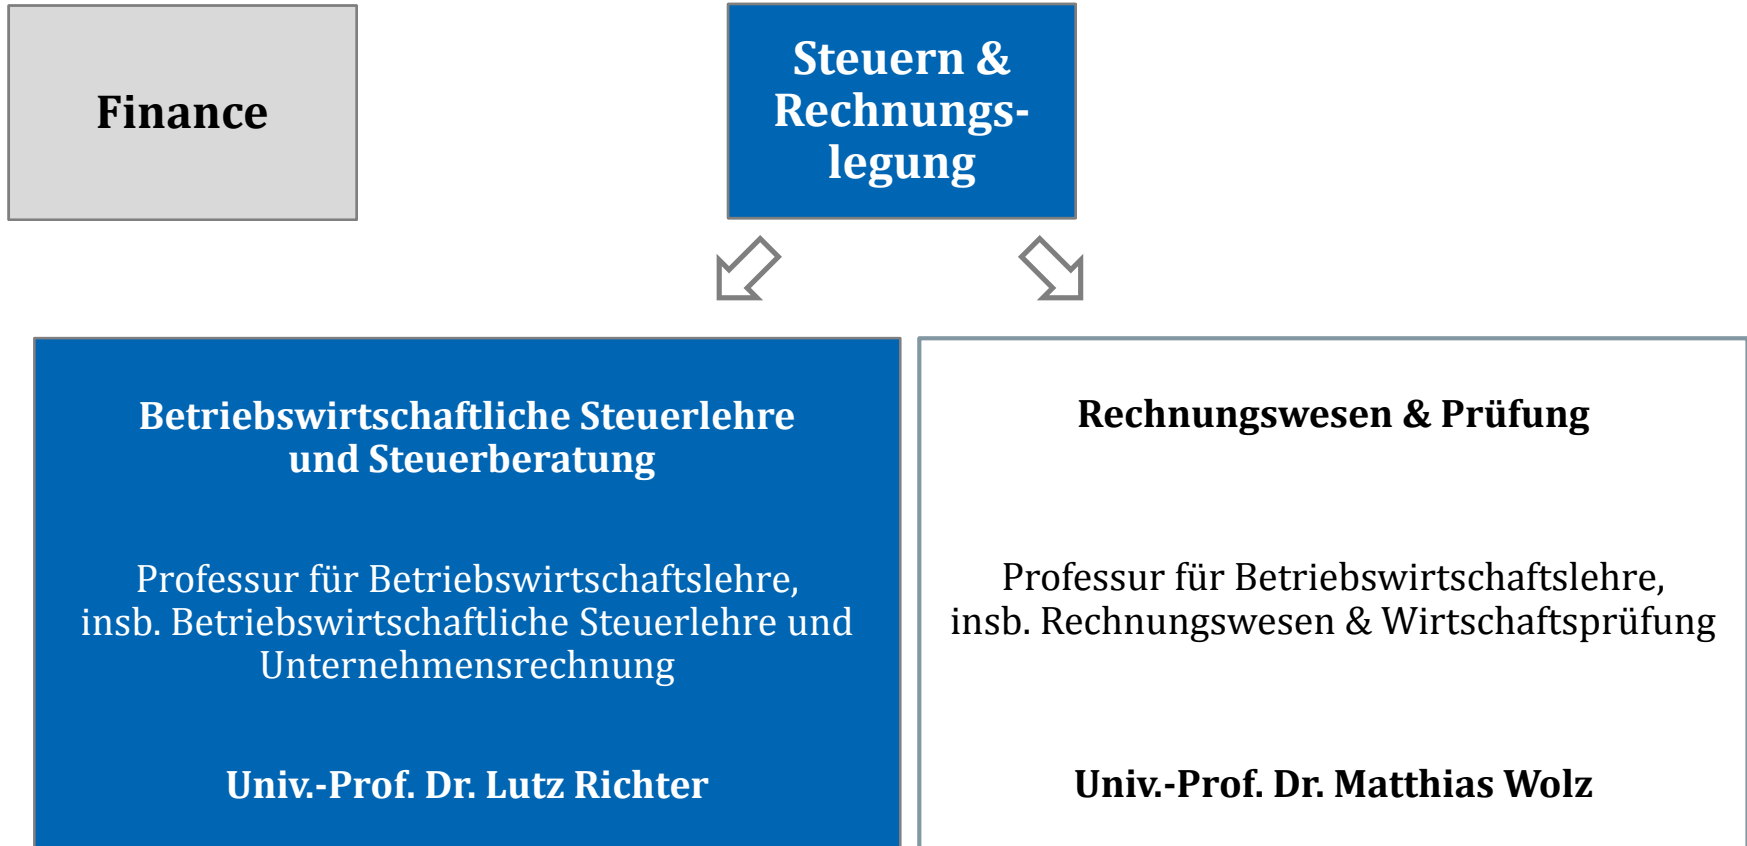 Finance
Steuern &
Rechnungs-
legung
Betriebswirtschaftliche Steuerlehre
und Steuerberatung
Professur für Betriebswirtschaftslehre,
insb. Betriebswirtschaftliche Steuerlehre und
Unternehmensrechnung
Univ.-Prof. Dr. Lutz Richter
Rechnungswesen & Prüfung
Professur für Betriebswirtschaftslehre,
insb. Rechnungswesen & Wirtschaftsprüfung
Univ.-Prof. Dr. Matthias Wolz